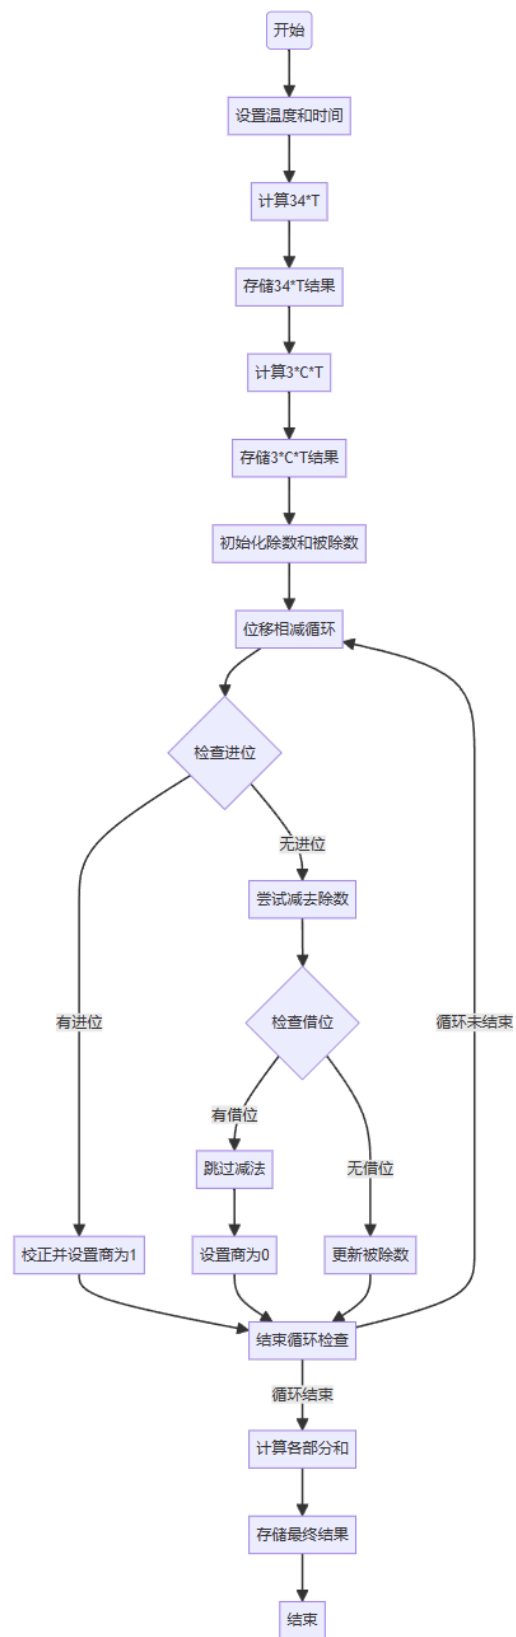 开始
设置温度和时间
计算34*T
存储34*T结果
计算3*C*T
存储3*C*T结果
初始化除数和被除数
位移相减循环
检查进位
无进位
尝试减去除数
有进位
检查借位
循环未结束
有借位
无借位
跳过减法
校正并设置商为1
设置商为0
更新被除数
结束循环检查
循环结束
计算各部分和
存储最终结果
结束